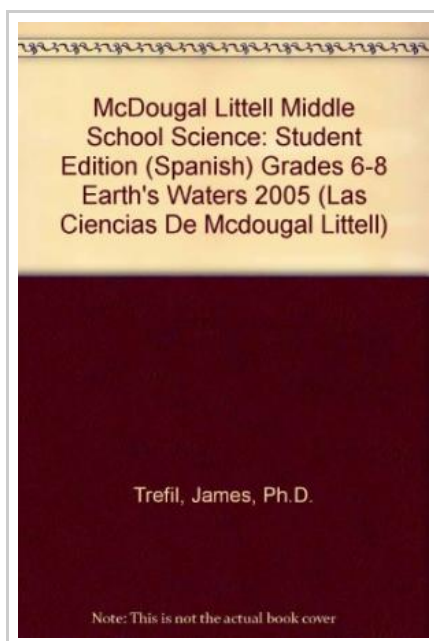 McDougal Littell Middle
School Science: Student
Edition (Spanish) Grades 6-8
Earth's Waters 2005 (Las
Ciencias De Mcdougal Littell)
Trefil, James, Ph.D.
Note: This is not the actual book cover